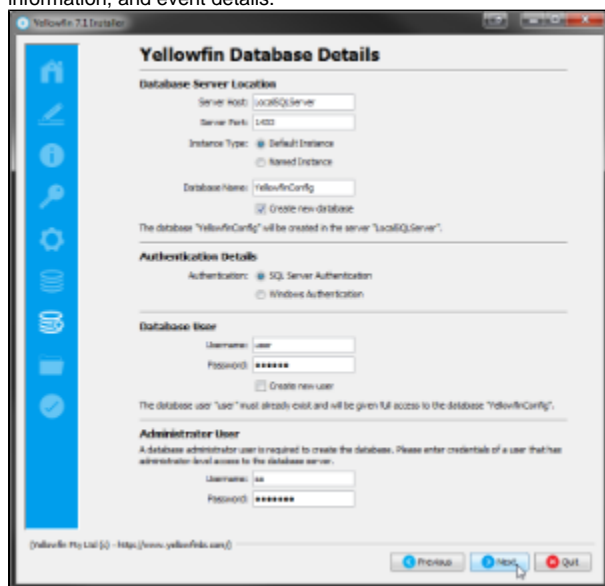 information, and event details.
Yellowfin 7.1 Installer
Yellowfin Database Details
Database Server Location
Server Host: LocalSQLServer
Server Port: 1433
Instance Type: Default Instance
Named Instance
Database Name: YellowfinConfig
Create new database
The database "YellowfinConfig" will be created in the server "LocalSQLServer".
Authentication Details
Authentication: SQL Server Authentication
Windows Authentication
Database User
Username: user
Password: ••••••
Create new user
The database user "user" must already exist and will be given full access to the database "YellowfinConfig".
Administrator User
A database administrator user is required to create the database. Please enter credentials of a user that has
administrator-level access to the database server.
Username: sa
Password: •••••••
(Yellowfin Pty Ltd (c) - https://www.yellowfinbi.com/)
Previous Next Quit